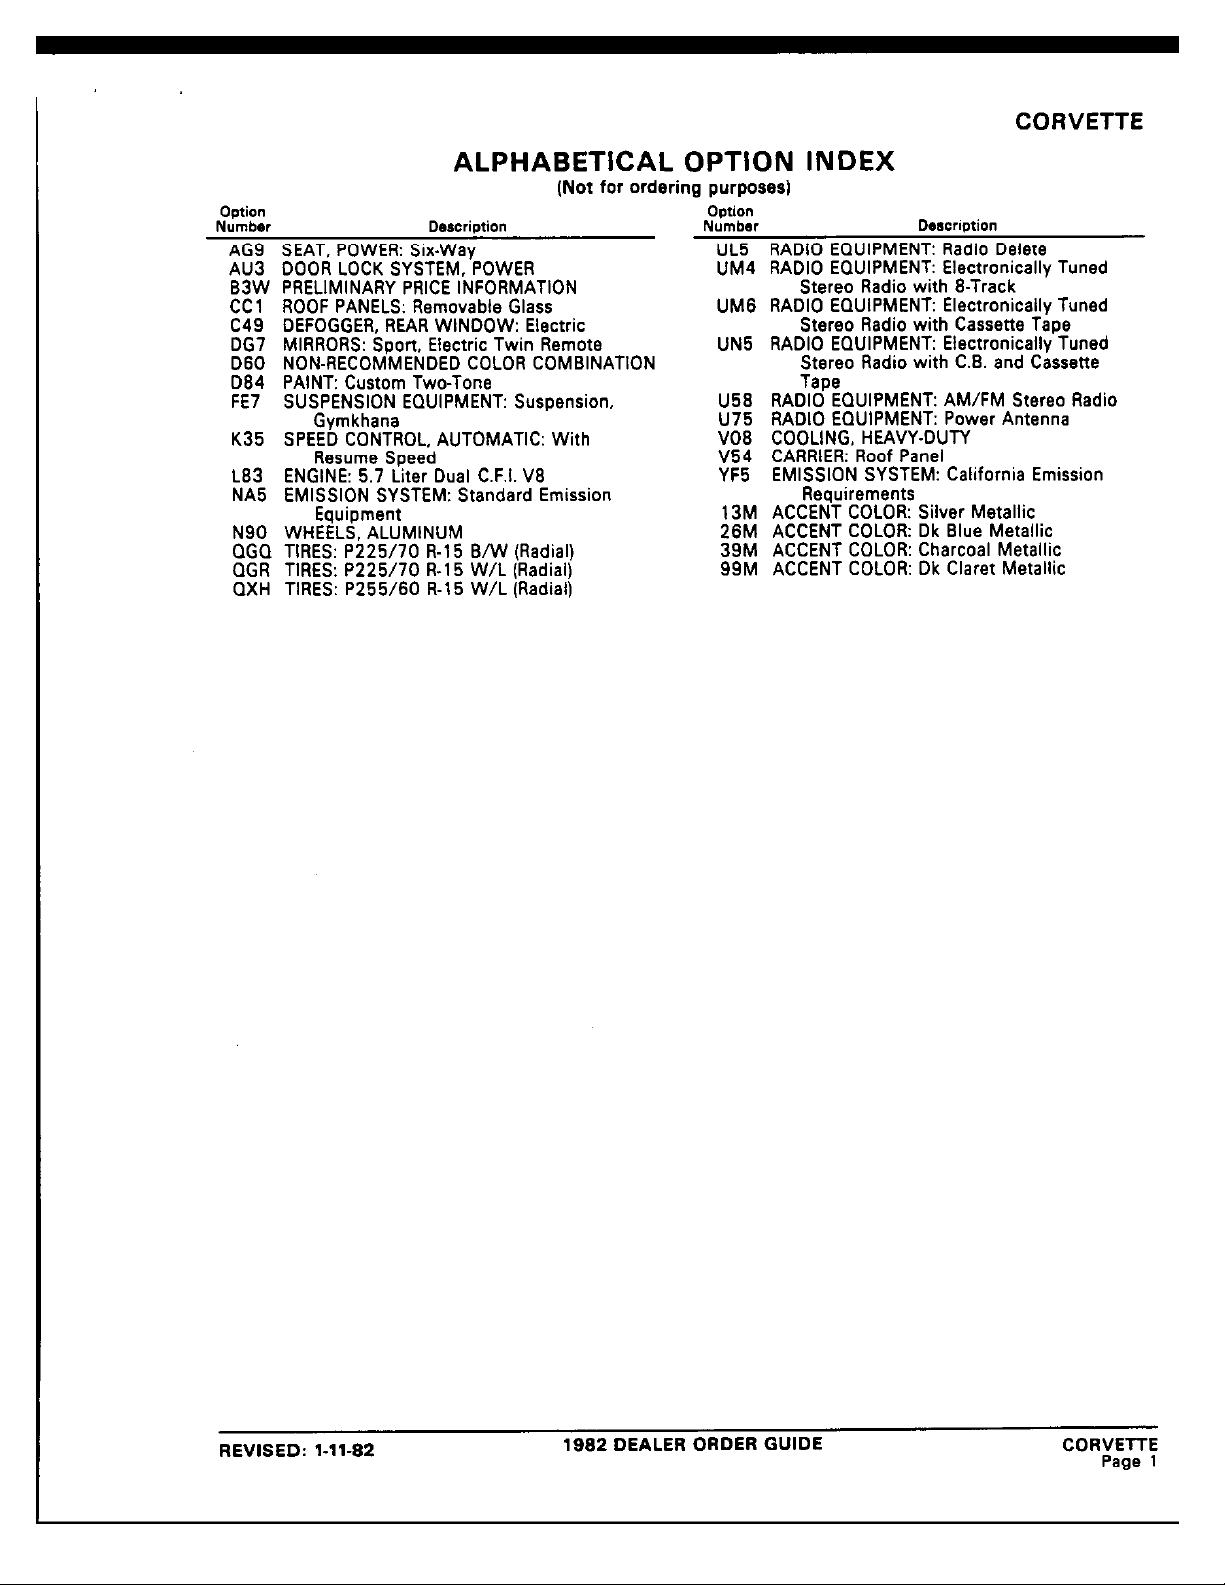 CORVETTE
ALPHABETICAL OPTION INDEX
(Not for ordering purposes)
Option
Number Description
AG9 SEAT, POWER: Six-Way
AU3 DOOR LOCK SYSTEM, POWER
B3W PRELIMINARY PRICE INFORMATION
CC1 ROOF PANELS: Removable Glass
C49 DEFOGGER, REAR WINDOW: Electric
DG7 MIRRORS: Sport, Electric Twin Remote
D60 NON-RECOMMENDED COLOR COMBINATION
D84 PAINT: Custom Two-Tone
FE7 SUSPENSION EQUIPMENT: Suspension,
Gymkhana
K35 SPEED CONTROL, AUTOMATIC: With
Resume Speed
L83 ENGINE: 5.7 Liter Dual C.F.I. V8
NA5 EMISSION SYSTEM: Standard Emission
Equipment
N90 WHEELS, ALUMINUM
QGQ TIRES: P225/70 R-15 B/W (Radial)
QGR TIRES: P225/70 R-15 W/L (Radial)
QXH TIRES: P255/60 R-15 W/L (Radial)
Option
Number Description
UL5 RADIO EQUIPMENT: Radio Delete
UM4 RADIO EQUIPMENT: Electronically Tuned
Stereo Radio with 8-Track
UM6 RADIO EQUIPMENT: Electronically Tuned
Stereo Radio with Cassette Tape
UN5 RADIO EQUIPMENT: Electronically Tuned
Stereo Radio with C.B. and Cassette
Tape
U58 RADIO EQUIPMENT: AM/FM Stereo Radio
U75 RADIO EQUIPMENT: Power Antenna
V08 COOLING, HEAVY-DUTY
V54 CARRIER: Roof Panel
YF5 EMISSION SYSTEM: California Emission
Requirements
13M ACCENT COLOR: Silver Metallic
26M ACCENT COLOR: Dk Blue Metallic
39M ACCENT COLOR: Charcoal Metallic
99M ACCENT COLOR: Dk Claret Metallic
REVISED: 1-11-82 1982 DEALER ORDER GUIDE CORVETTE
Page 1